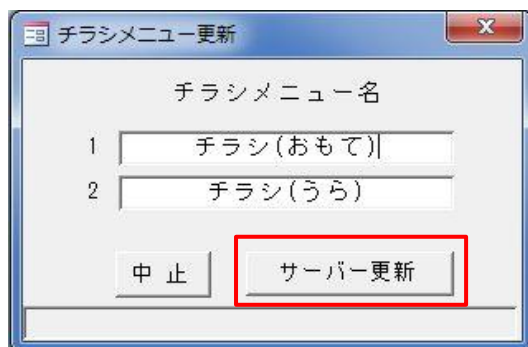 チラシメニュー更新
チラシメニュー名
1 チラシ(おもて)
2 チラシ(うら)
中 止 サーバー更新